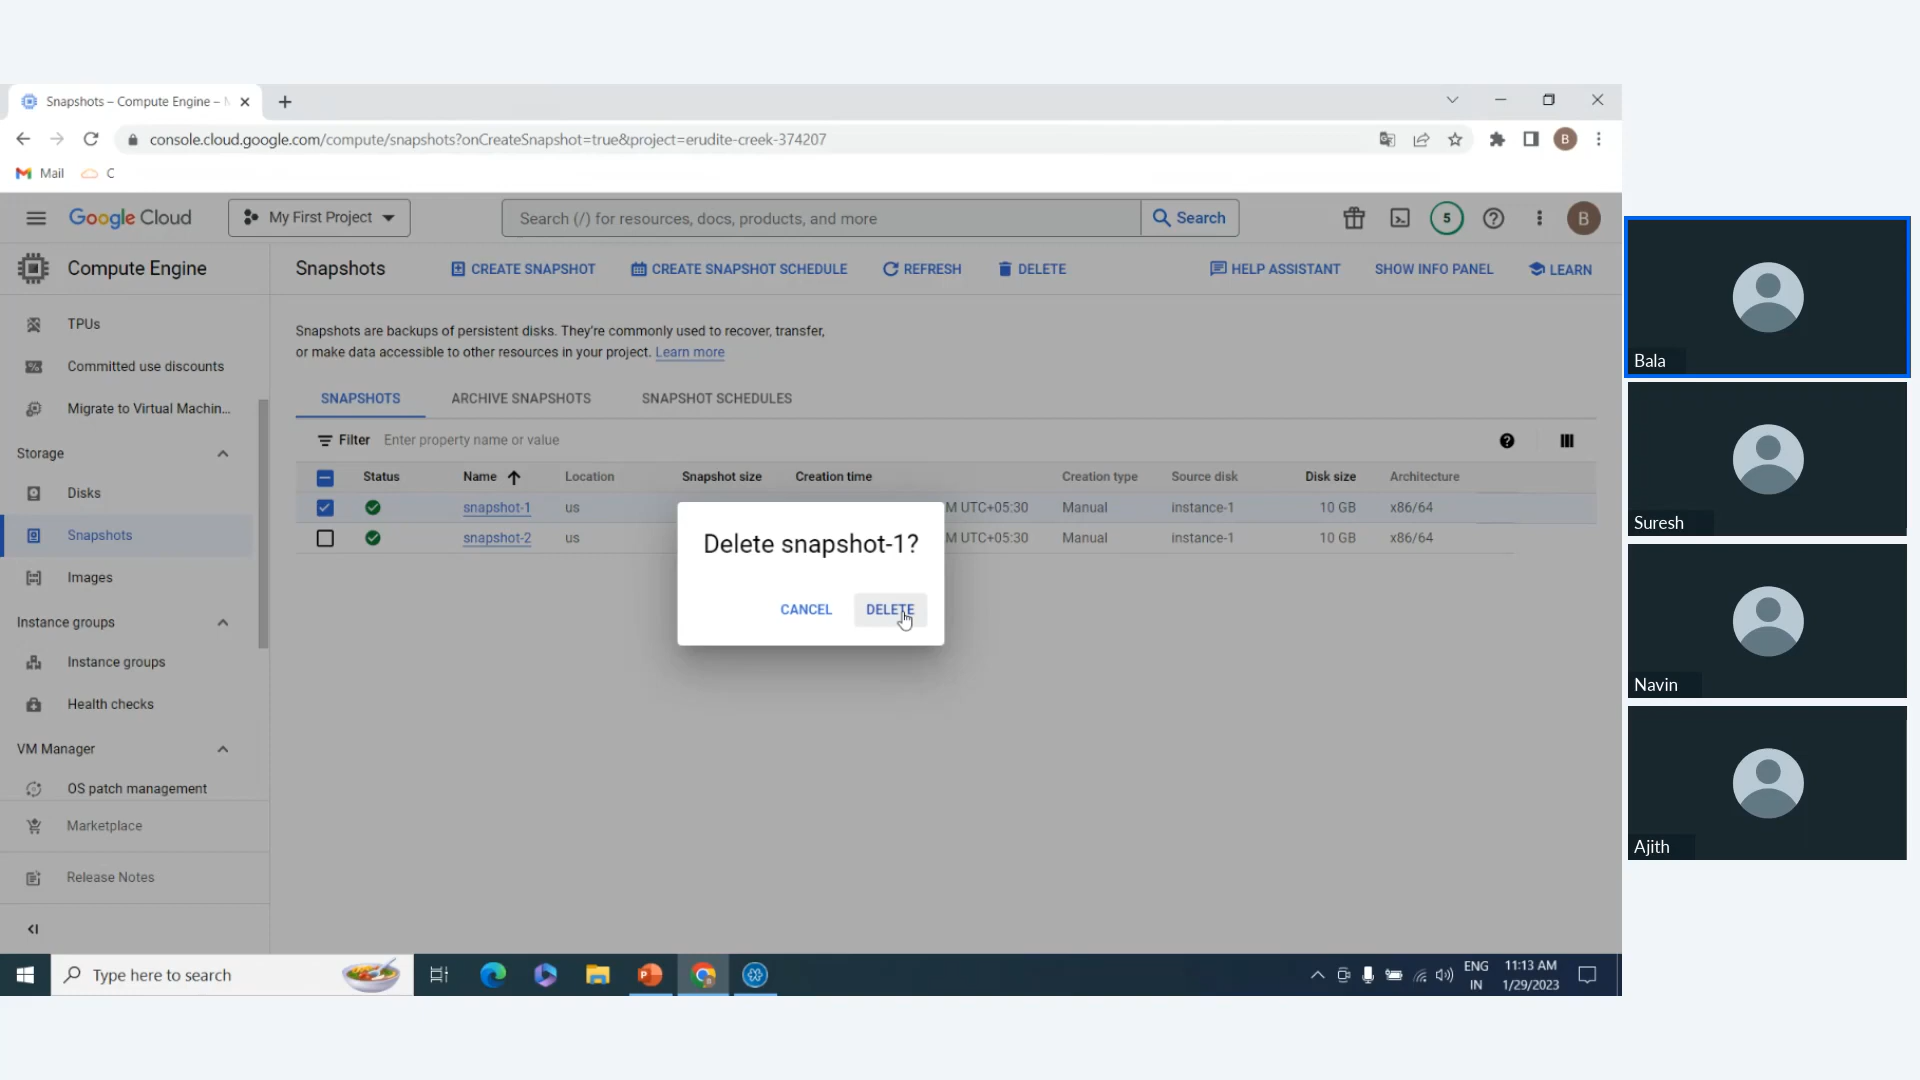 Snapshots – Compute Engine –
console.cloud.google.com/compute/snapshots?onCreateSnapshot=true&project=erudite-creek-374207
B
Mail
C
Google Cloud
My First Project
Search (/) for resources, docs, products, and more
Search
5
B
Compute Engine
Snapshots
CREATE SNAPSHOT
CREATE SNAPSHOT SCHEDULE
REFRESH
DELETE
HELP ASSISTANT
SHOW INFO PANEL
LEARN
TPUs
Committed use discounts
Migrate to Virtual Machin...
Storage
Disks
Snapshots
Images
Instance groups
Instance groups
Health checks
VM Manager
OS patch management
Marketplace
Release Notes
Snapshots are backups of persistent disks. They're commonly used to recover, transfer,
or make data accessible to other resources in your project. Learn more
SNAPSHOTS
ARCHIVE SNAPSHOTS
SNAPSHOT SCHEDULES
Filter Enter property name or value
Status Name Location Snapshot size Creation time Creation type Source disk Disk size Architecture
snapshot-1 us M UTC+05:30 Manual instance-1 10 GB x86/64
snapshot-2 us M UTC+05:30 Manual instance-1 10 GB x86/64
Delete snapshot-1?
CANCEL
DELETE
Bala
Suresh
Navin
Ajith
Type here to search
ENG
IN
11:13 AM
1/29/2023